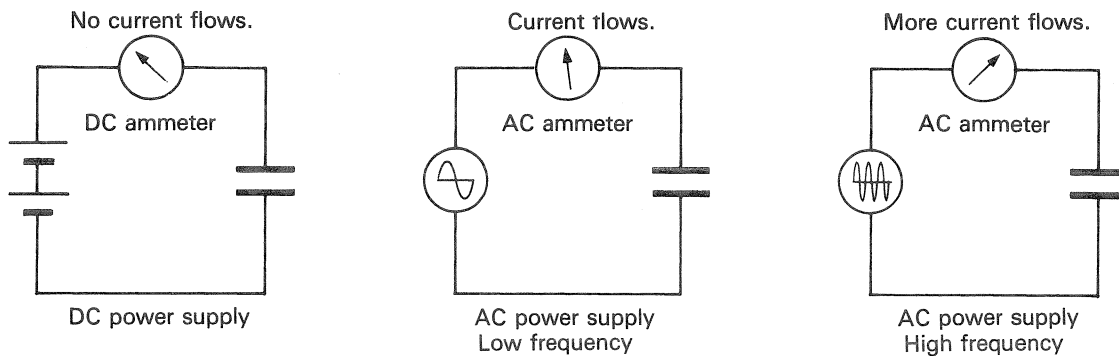 No current flows.
DC ammeter
DC power supply
Current flows.
AC ammeter
AC power supply
Low frequency
More current flows.
AC ammeter
AC power supply
High frequency